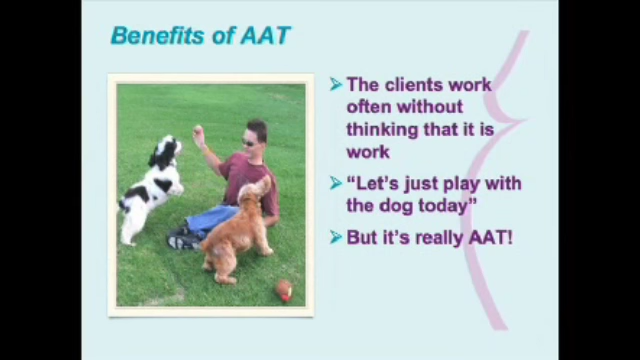 Benefits of AAT
The clients work
often without
thinking that it is
work
“Let’s just play with
the dog today”
But it’s really AAT!